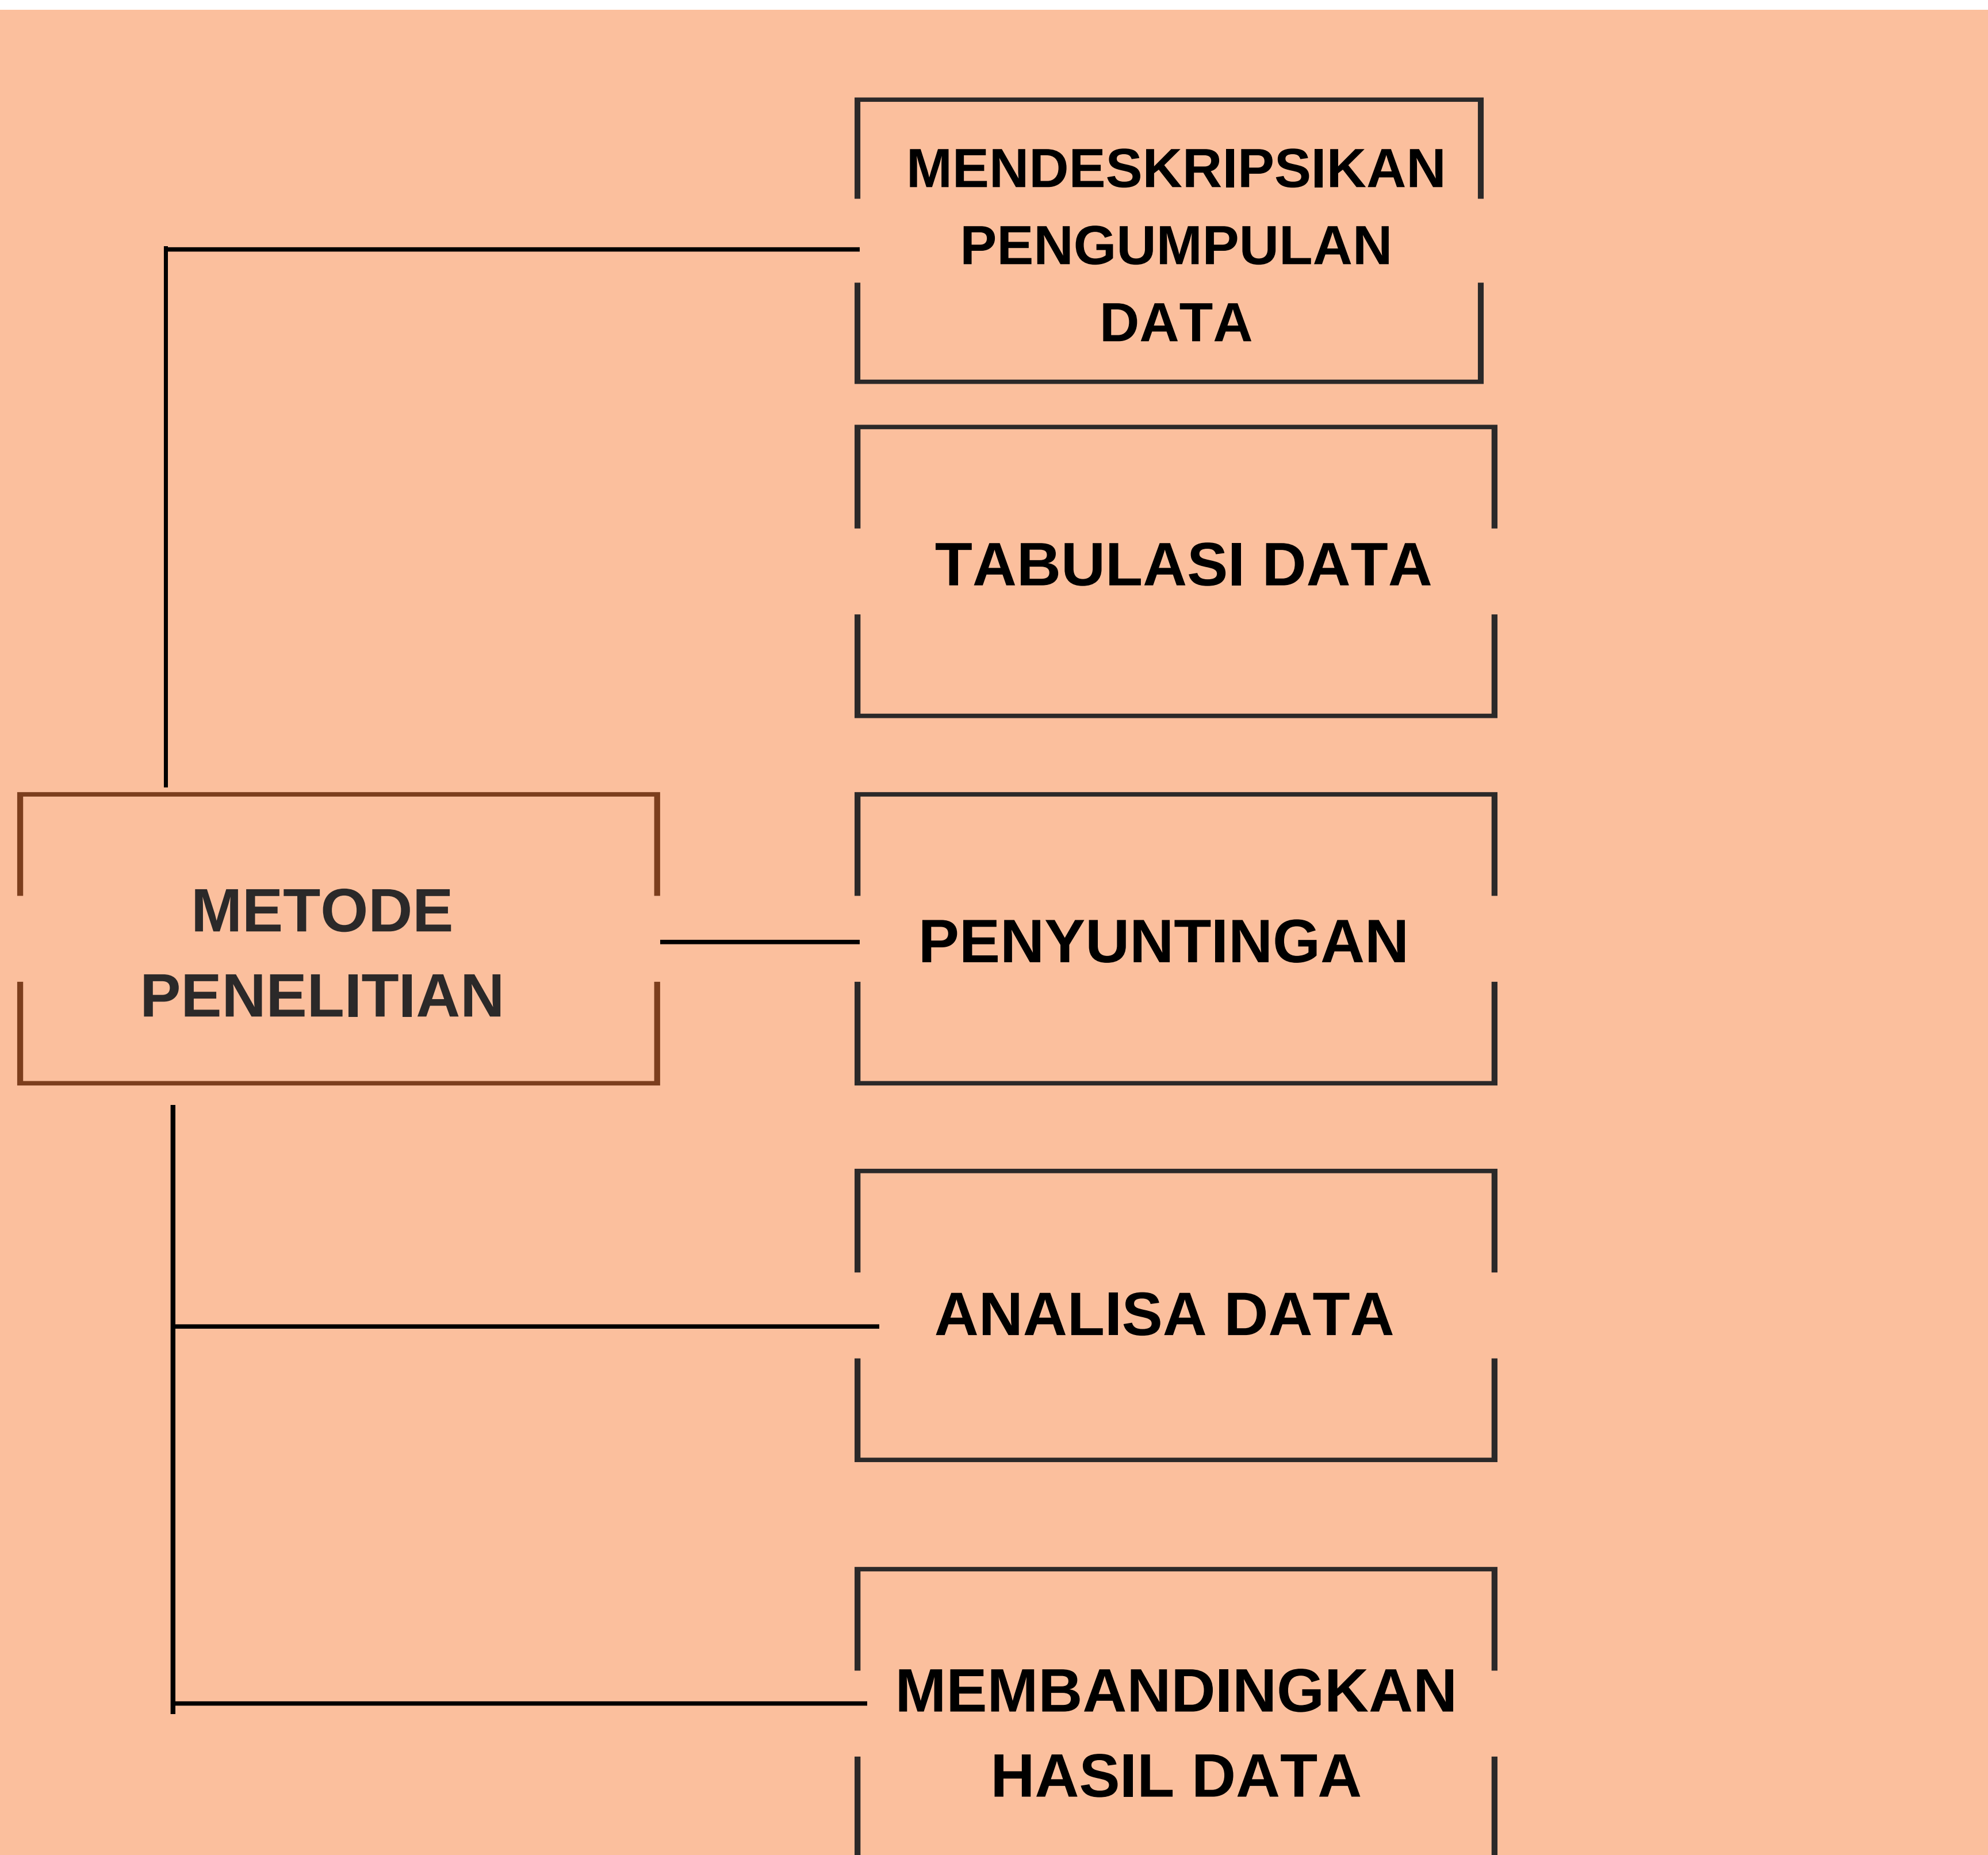 MENDESKRIPSIKAN
PENGUMPULAN
DATA
TABULASI DATA
METODE
PENELITIAN
PENYUNTINGAN
ANALISA DATA
MEMBANDINGKAN
HASIL DATA